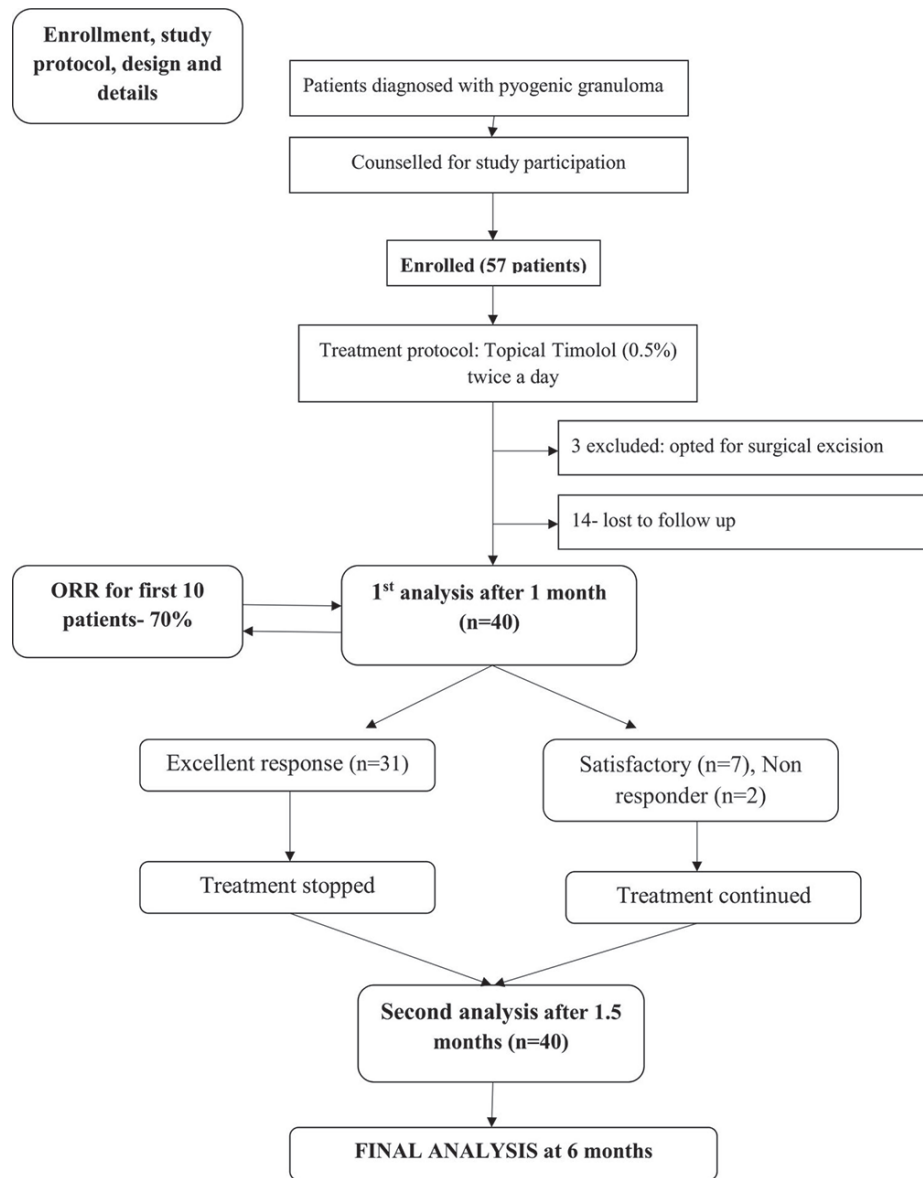 Enrollment, study
protocol, design and
details
Patients diagnosed with pyogenic granuloma
Counselled for study participation
Enrolled (57 patients)
Treatment protocol: Topical Timolol (0.5%)
twice a day
3 excluded: opted for surgical excision
14- lost to follow up
ORR for first 10
patients- 70%
1st analysis after 1 month
(n=40)
Excellent response (n=31)
Satisfactory (n=7), Non
responder (n=2)
Treatment stopped
Treatment continued
Second analysis after 1.5
months (n=40)
FINAL ANALYSIS at 6 months